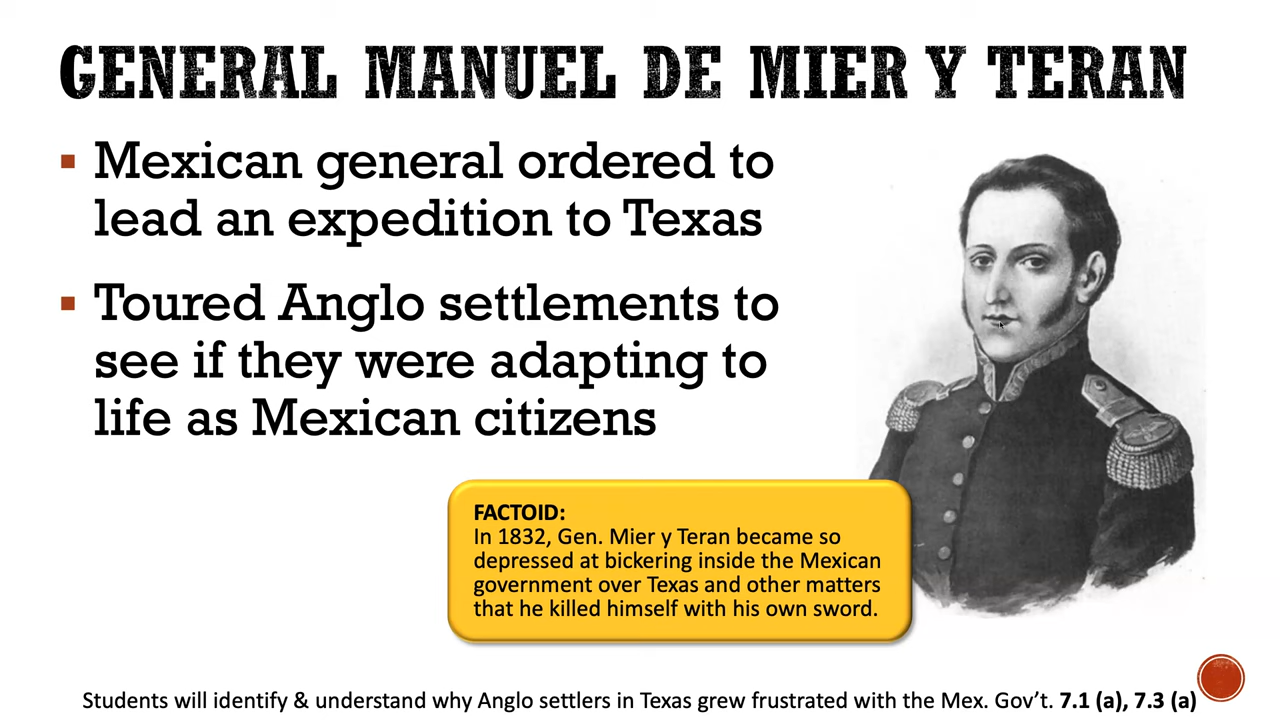 GENERAL MANUEL DE MIER Y TERAN
▪ Mexican general ordered to
lead an expedition to Texas
▪ Toured Anglo settlements to
see if they were adapting to
life as Mexican citizens
FACTOID:
In 1832, Gen. Mier y Teran became so
depressed at bickering inside the Mexican
government over Texas and other matters
that he killed himself with his own sword.
Students will identify & understand why Anglo settlers in Texas grew frustrated with the Mex. Gov’t. 7.1 (a), 7.3 (a)